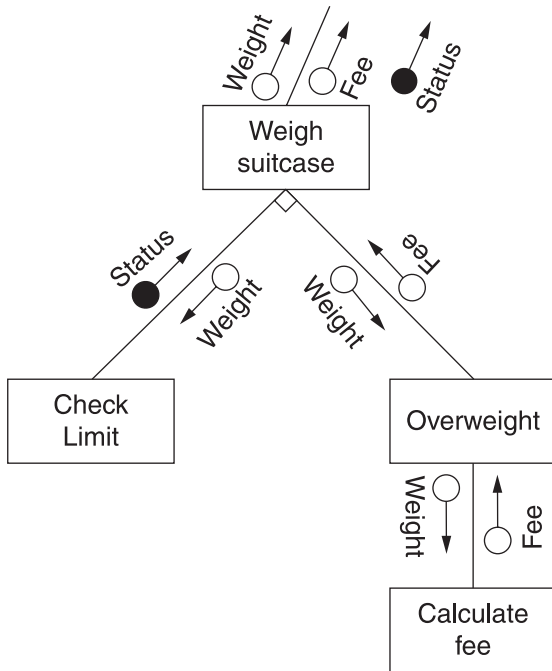 Weight
Fee
Status
Weigh
suitcase
Status
Weight
Weight
Fee
Check
Limit
Overweight
Weight
Fee
Calculate
fee